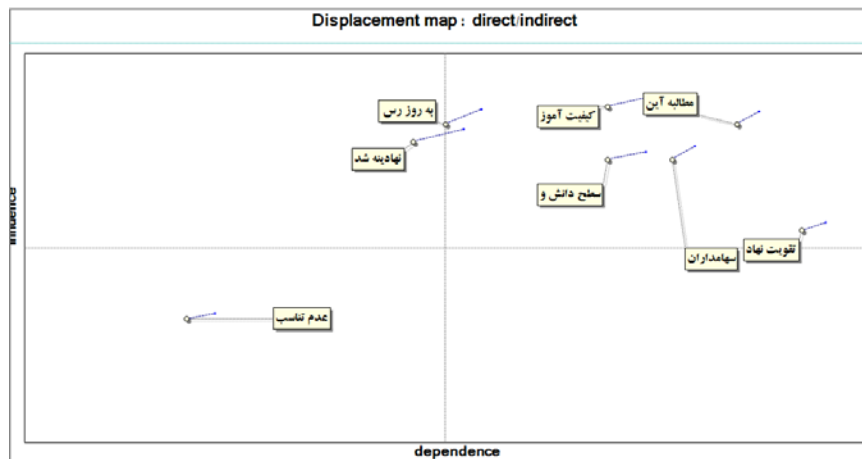 Displacement map : direct/indirect
به روز رس
کیفیت آموز
مطالبه آین
نهادینه شد
سطح دانش و
سهامداران
تقویت نهاد
عدم تناسب
influence
dependence